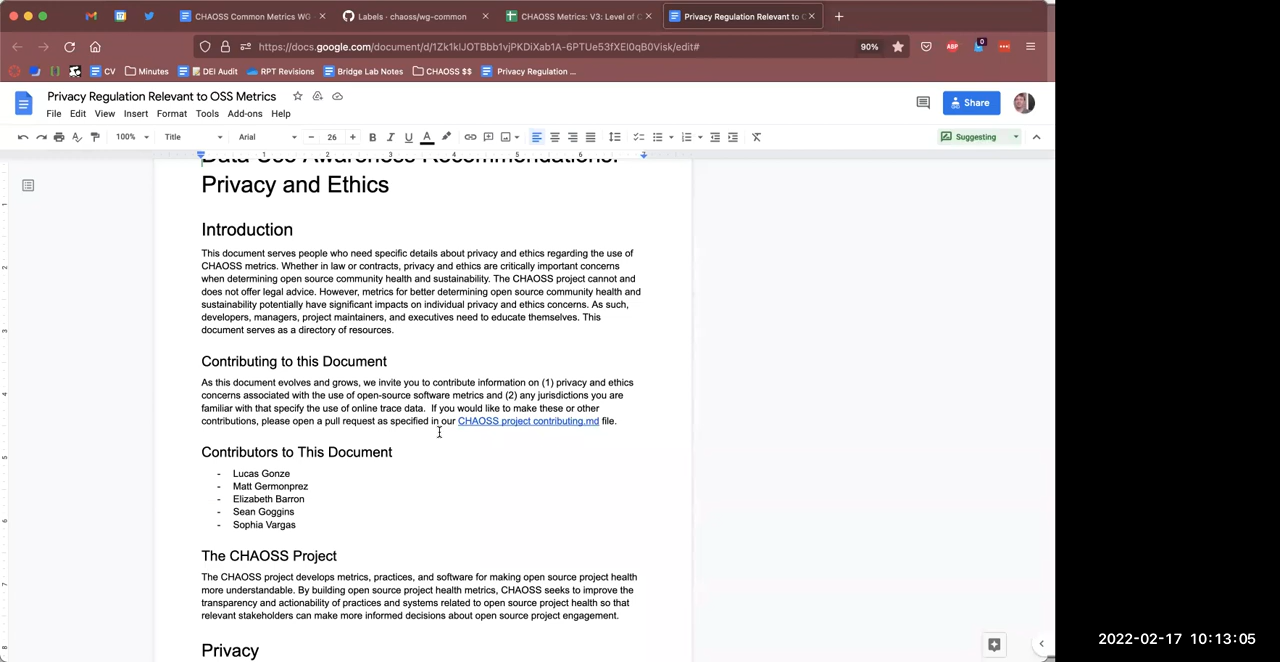 CHAOSS Common Metrics WG
Labels · chaoss/wg-common
CHAOSS Metrics: V3: Level of C
Privacy Regulation Relevant to
https://docs.google.com/document/d/1Zk1kIJOTBbb1vjPKDiXab1A-6PTUe53fXEI0qB0Visk/edit#
90%
ABP
0
CV
Minutes
DEI Audit
RPT Revisions
Bridge Lab Notes
CHAOSS $$
Privacy Regulation ...
Privacy Regulation Relevant to OSS Metrics
File Edit View Insert Format Tools Add-ons Help
Share
100% Title Arial 26
Suggesting
1 2 3 4 5 6
Data Use Awareness Recommendations:
Privacy and Ethics
Introduction
This document serves people who need specific details about privacy and ethics regarding the use of
CHAOSS metrics. Whether in law or contracts, privacy and ethics are critically important concerns
when determining open source community health and sustainability. The CHAOSS project cannot and
does not offer legal advice. However, metrics for better determining open source community health and
sustainability potentially have significant impacts on individual privacy and ethics concerns. As such,
developers, managers, project maintainers, and executives need to educate themselves. This
document serves as a directory of resources.
Contributing to this Document
As this document evolves and grows, we invite you to contribute information on (1) privacy and ethics
concerns associated with the use of open-source software metrics and (2) any jurisdictions you are
familiar with that specify the use of online trace data.  If you would like to make these or other
contributions, please open a pull request as specified in our CHAOSS project contributing.md file.
Contributors to This Document
- Lucas Gonze
- Matt Germonprez
- Elizabeth Barron
- Sean Goggins
- Sophia Vargas
The CHAOSS Project
The CHAOSS project develops metrics, practices, and software for making open source project health
more understandable. By building open source project health metrics, CHAOSS seeks to improve the
transparency and actionability of practices and systems related to open source project health so that
relevant stakeholders can make more informed decisions about open source project engagement.
Privacy
2022-02-17 10:13:05